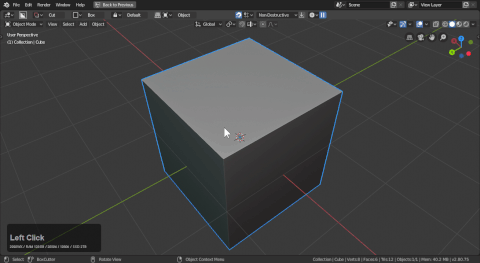 File Edit Render Window Help Back to Previous Scene View Layer
Cut Box Default Object NonDestructive
Object Mode View Select Add Object Global
User Perspective
(1) Collection | Cube
Left Click
Select BoxCutter Rotate View Object Context Menu Collection | Cube | Verts:8 | Faces:6 | Tris:12 | Objects:1/1 | Mem: 40.2 MB | v2.80.75